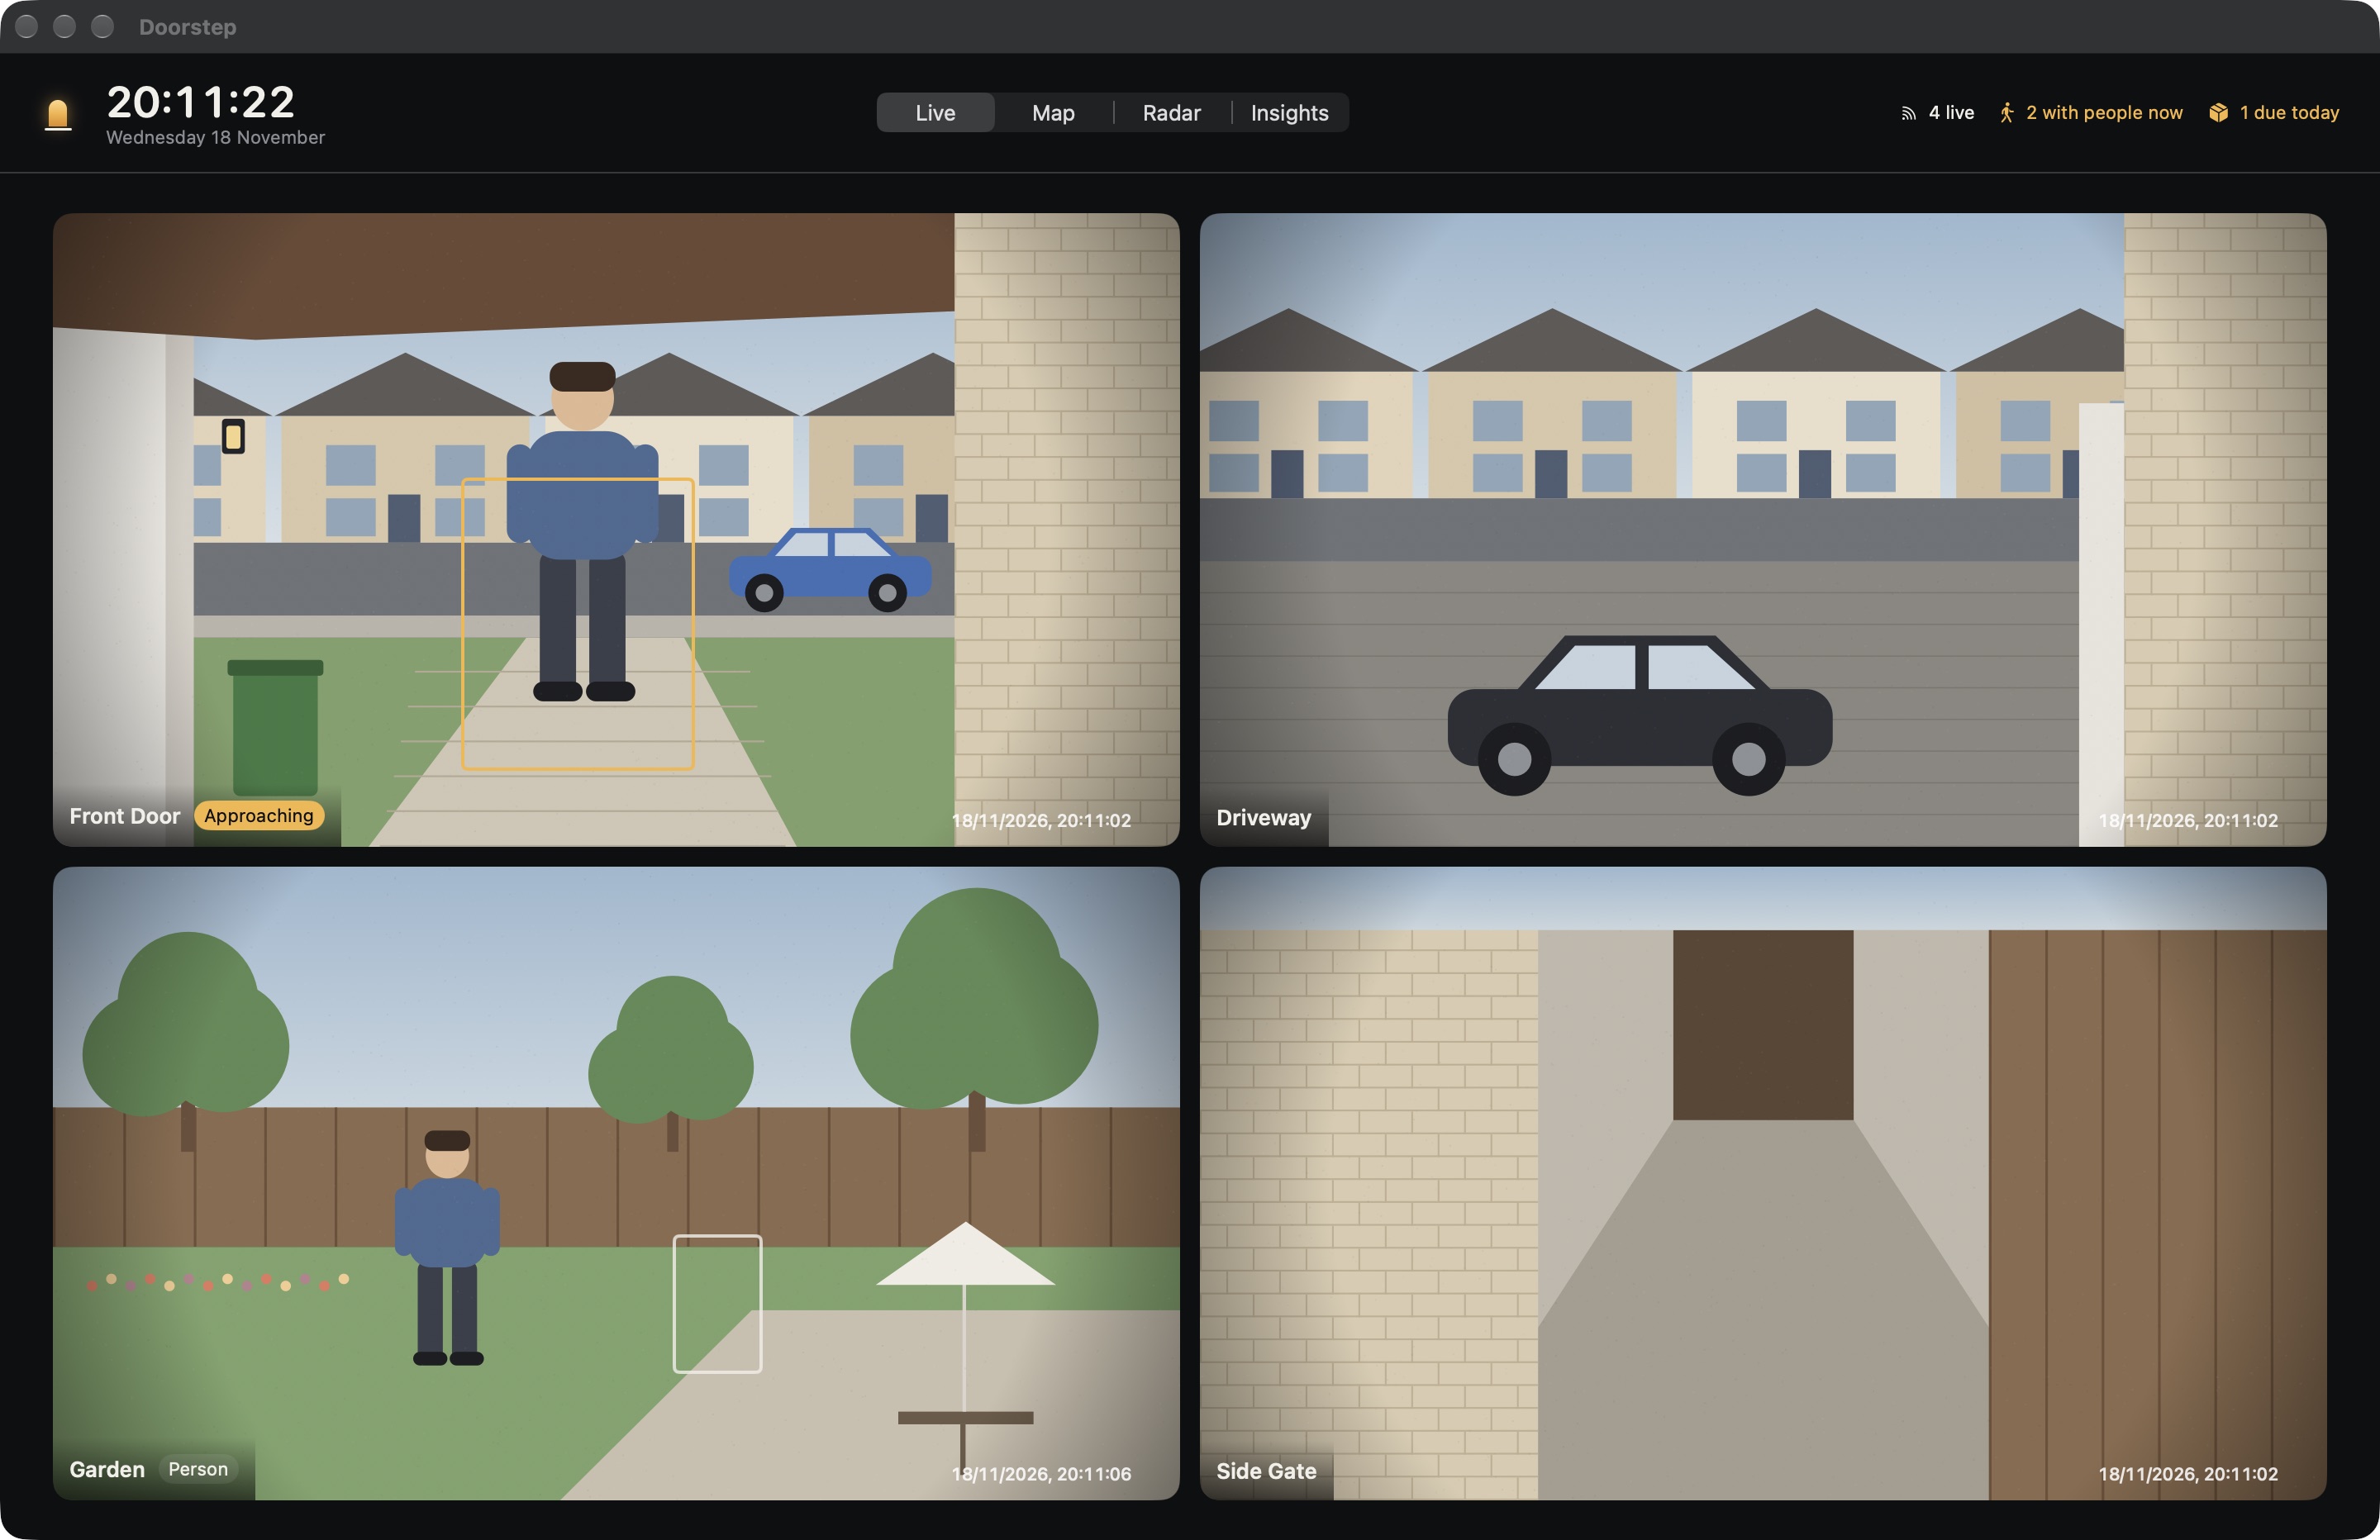 Doorstep
20:11:22
Wednesday 18 November
Live Map Radar Insights
4 live 2 with people now 1 due today
Front Door Approaching
18/11/2026, 20:11:02
Driveway
18/11/2026, 20:11:02
Garden Person
18/11/2026, 20:11:06
Side Gate
18/11/2026, 20:11:02